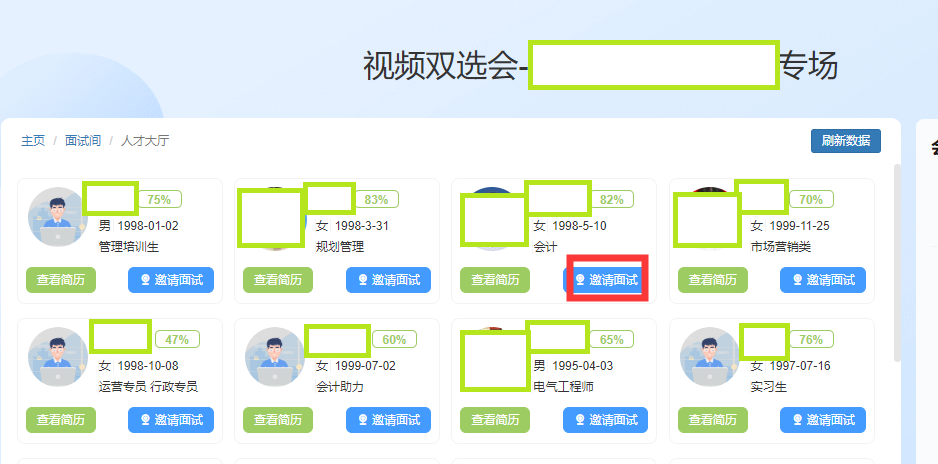 视频双选会-
专场
主页 / 面试间 / 人才大厅
刷新数据
75%
男 1998-01-02
管理培训生
查看简历
邀请面试
83%
女 1998-3-31
规划管理
查看简历
邀请面试
82%
女 1998-5-10
会计
邀请面试
70%
女 1999-11-25
市场营销类
查看简历
邀请面试
47%
女 1998-10-08
运营专员 行政专员
查看简历
邀请面试
60%
女 1999-07-02
会计助力
查看简历
邀请面试
65%
男 1995-04-03
电气工程师
查看简历
邀请面试
76%
女 1997-07-16
实习生
查看简历
邀请面试